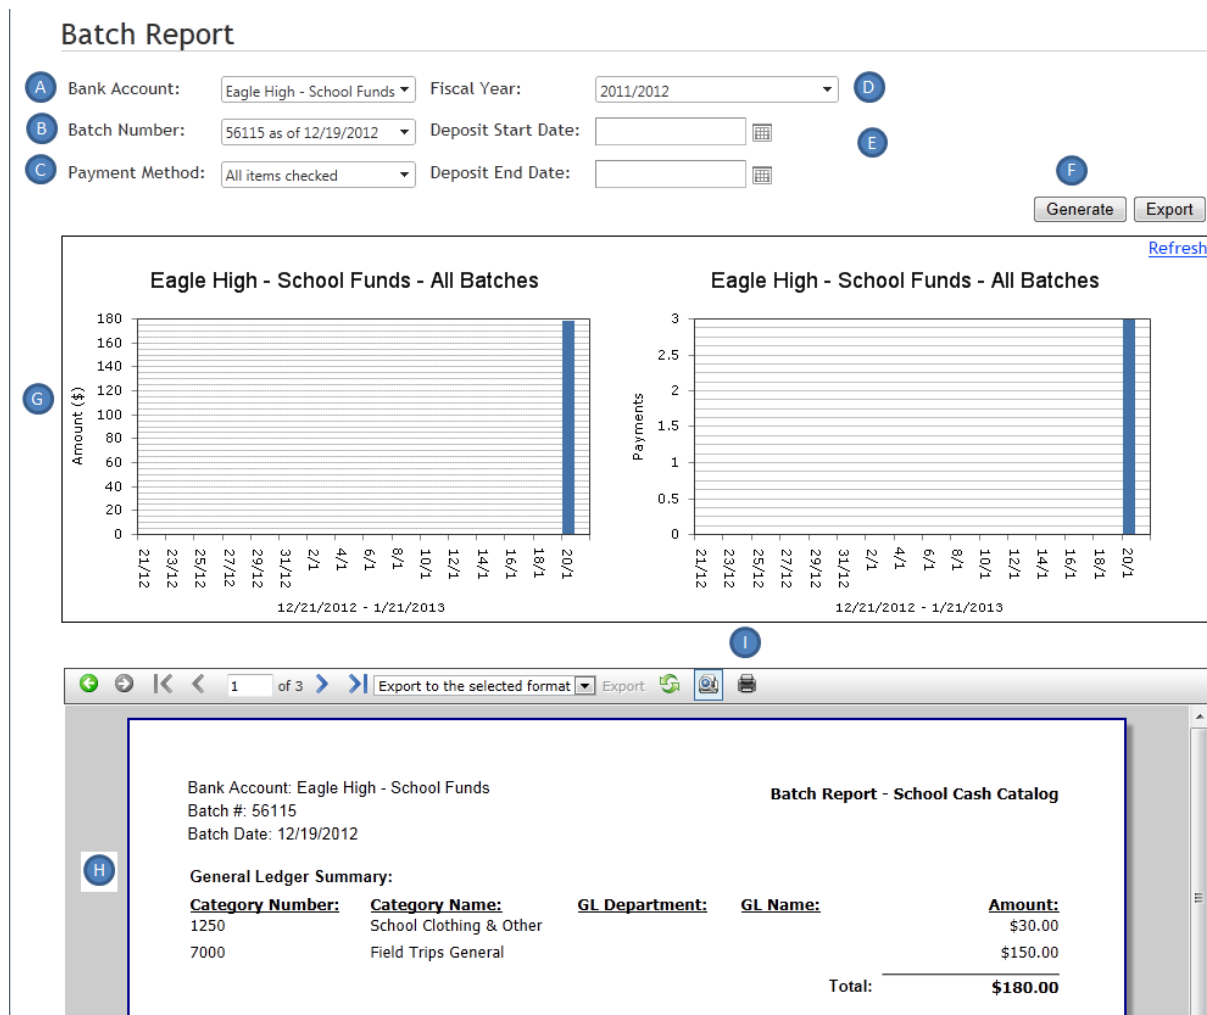 Batch Report
A Bank Account: Eagle High - School Funds Fiscal Year: 2011/2012 D
B Batch Number: 56115 as of 12/19/2012 Deposit Start Date: E
C Payment Method: All items checked Deposit End Date: F
Generate Export
Refresh
Eagle High - School Funds - All Batches
180
160
140
120
100
80
60
40
20
0
Amount ($)
21/12 23/12 25/12 27/12 29/12 31/12 2/1 4/1 6/1 8/1 10/1 12/1 14/1 16/1 18/1 20/1
12/21/2012 - 1/21/2013
Eagle High - School Funds - All Batches
3
2.5
2
1.5
1
0.5
0
Payments
21/12 23/12 25/12 27/12 29/12 31/12 2/1 4/1 6/1 8/1 10/1 12/1 14/1 16/1 18/1 20/1
12/21/2012 - 1/21/2013
G
I
1 of 3 Export to the selected format Export
Bank Account: Eagle High - School Funds
Batch #: 56115
Batch Date: 12/19/2012
Batch Report - School Cash Catalog
H
General Ledger Summary:
Category Number: Category Name: GL Department: GL Name: Amount:
1250 School Clothing & Other $30.00
7000 Field Trips General $150.00
Total: $180.00